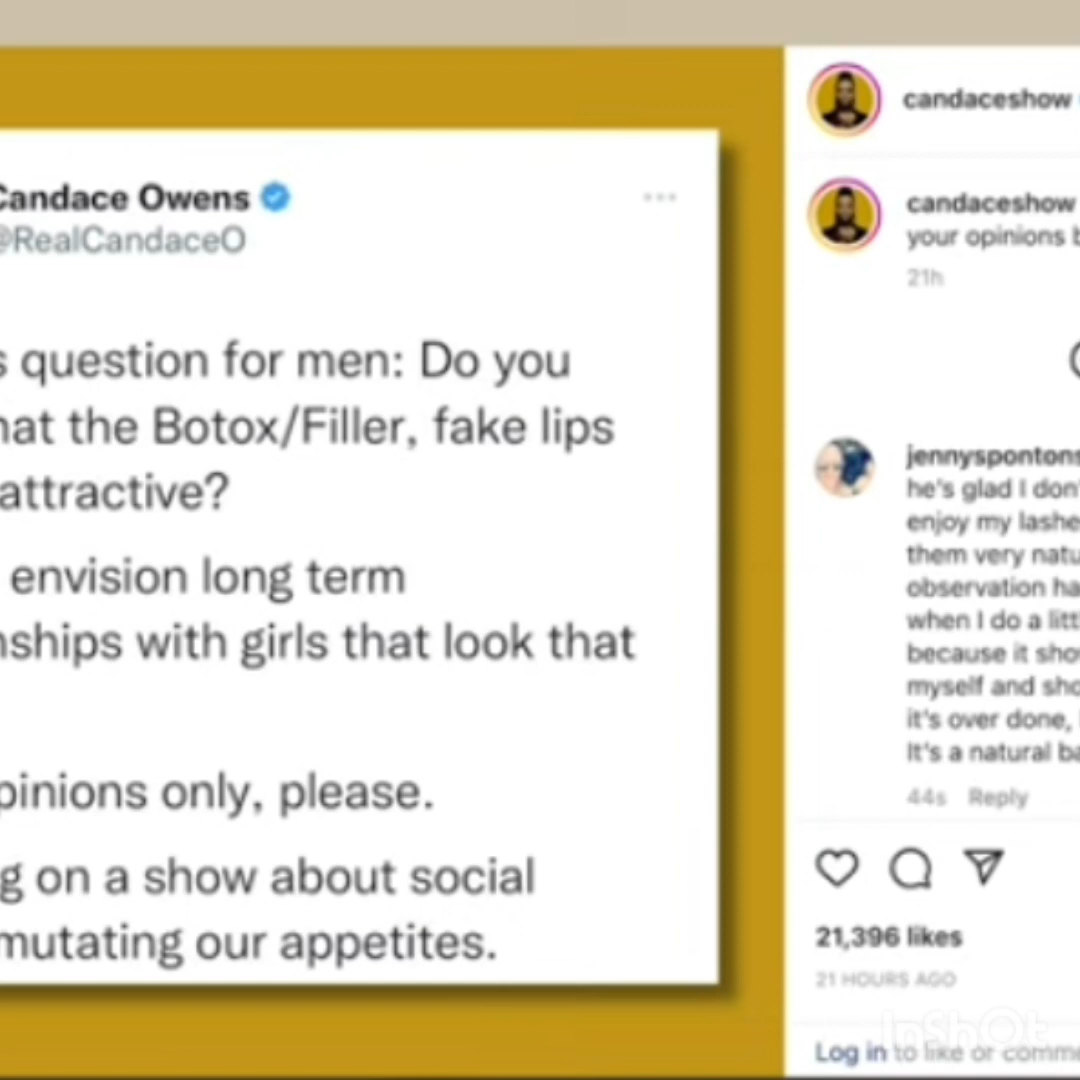 Candace Owens
@RealCandaceO
s question for men: Do you
hat the Botox/Filler, fake lips
attractive?
envision long term
nships with girls that look that
pinions only, please.
g on a show about social
mutating our appetites.
candaceshow
candaceshow
your opinions b
21h
jennyspontons
he's glad I don'
enjoy my lashe
them very natu
observation ha
when I do a litt
because it sho
myself and sho
it's over done,
It's a natural ba
44s Reply
21,396 likes
21 HOURS AGO
Log in to like or comme
InShOt